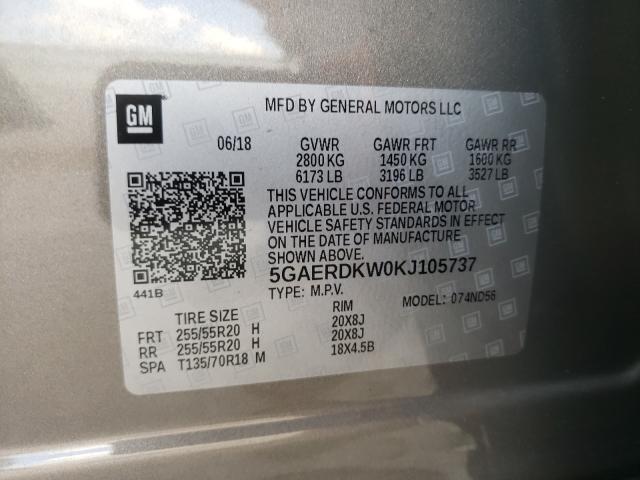 GM
MFD BY GENERAL MOTORS LLC
06/18 GVWR GAWR FRT GAWR RR
2800 KG 1450 KG 1600 KG
6173 LB 3196 LB 3527 LB
THIS VEHICLE CONFORMS TO ALL
APPLICABLE U.S. FEDERAL MOTOR
VEHICLE SAFETY STANDARDS IN EFFECT
ON THE DATE OF MANUFACTURE
SHOWN ABOVE.
441B
5GAERDKW0KJ105737
TYPE: M.P.V. MODEL: 074ND56
TIRE SIZE RIM
FRT 255/55R20 H 20X8J
RR 255/55R20 H 20X8J
SPA T135/70R18 M 18X4.5B